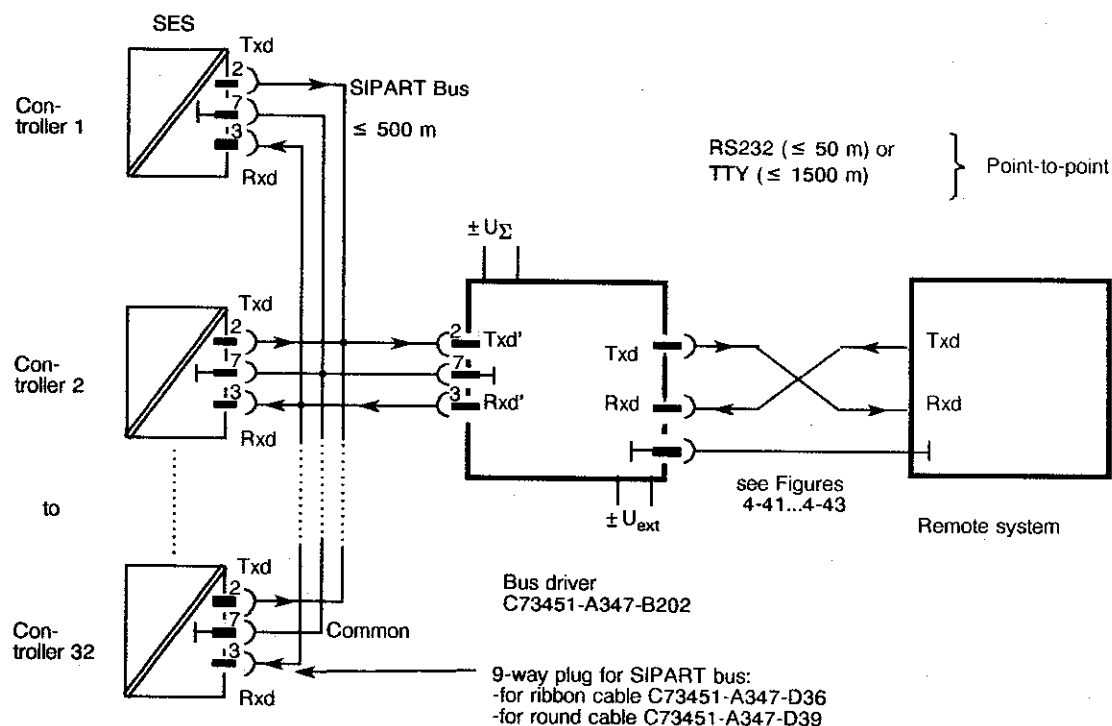 SES
Txd
2
SIPART Bus
Con-
troller 1
7
≤ 500 m
3
Rxd
RS232 (≤ 50 m) or
TTY (≤ 1500 m)
Point-to-point
± UΣ
Txd
2
7
3
Rxd
Con-
troller 2
2
Txd'
7
3
Rxd'
Txd
Rxd
Txd
Rxd
see Figures
4-41...4-43
± Uext
Remote system
to
Txd
2
7
3
Rxd
Con-
troller 32
Common
Bus driver
C73451-A347-B202
9-way plug for SIPART bus:
-for ribbon cable C73451-A347-D36
-for round cable C73451-A347-D39